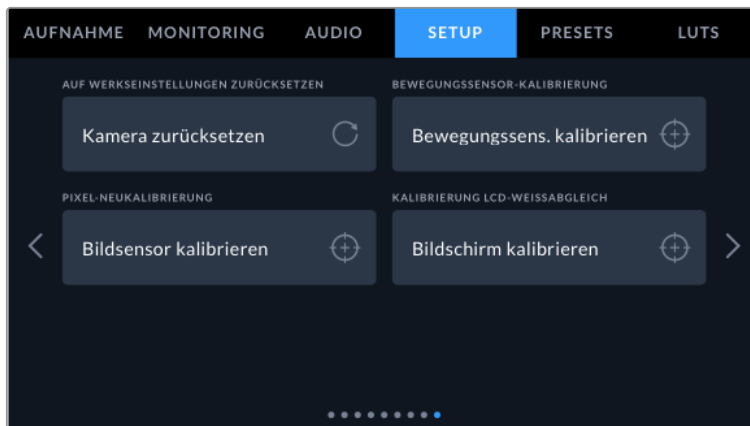 AUFNAHME MONITORING AUDIO SETUP PRESETS LUTS
AUF WERKSEINSTELLUNGEN ZURÜCKSETZEN
Kamera zurücksetzen
BEWEGUNGSSENSOR-KALIBRIERUNG
Bewegungssens. kalibrieren
PIXEL-NEUKALIBRIERUNG
Bildsensor kalibrieren
KALIBRIERUNG LCD-WEISSABGLEICH
Bildschirm kalibrieren